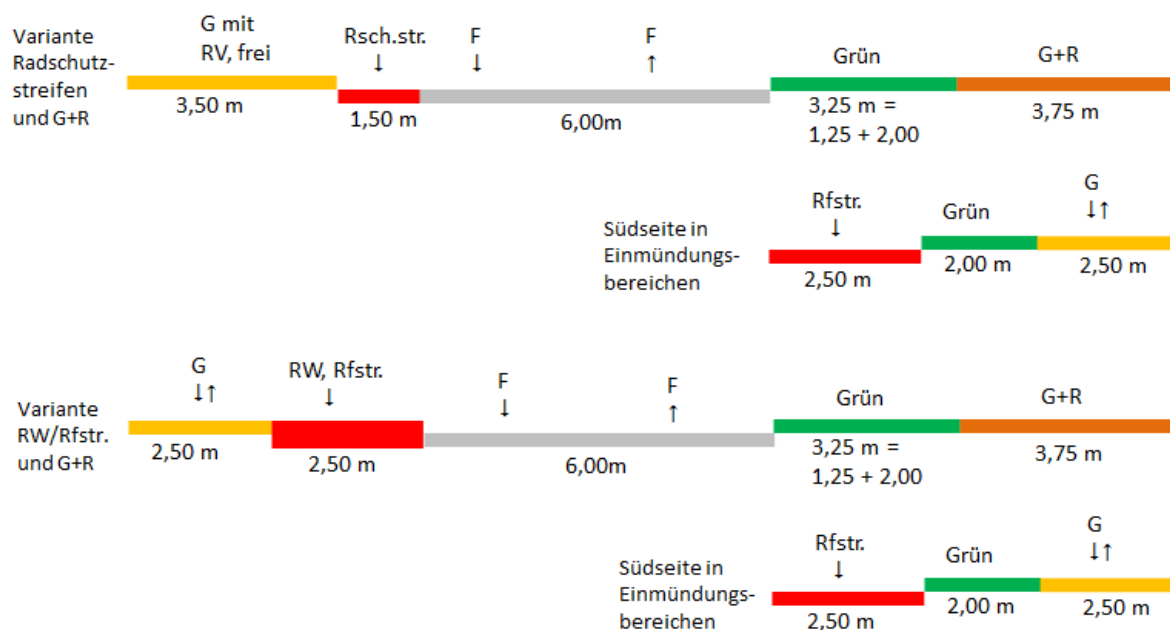 Variante
Radschutz-
streifen
und G+R
G mit
RV, frei
3,50 m
Rsch.str.
↓
1,50 m
F
↓
F
↑
6,00m
Grün
3,25 m =
1,25 + 2,00
G+R
3,75 m
Südseite in
Einmündungs-
bereichen
Rfstr.
↓
2,50 m
Grün
2,00 m
G
↓↑
2,50 m
Variante
RW/Rfstr.
und G+R
G
↓↑
2,50 m
RW, Rfstr.
↓
2,50 m
F
↓
F
↑
6,00m
Grün
3,25 m =
1,25 + 2,00
G+R
3,75 m
Südseite in
Einmündungs-
bereichen
Rfstr.
↓
2,50 m
Grün
2,00 m
G
↓↑
2,50 m